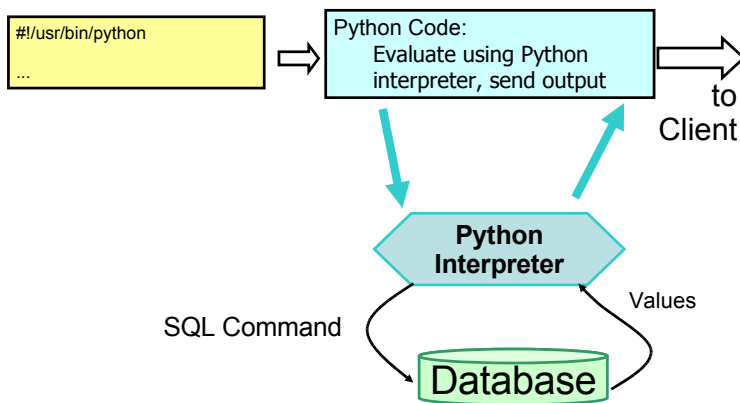 #!/usr/bin/python
...
Python Code:
Evaluate using Python
interpreter, send output
to
Client
Python
Interpreter
SQL Command
Values
Database